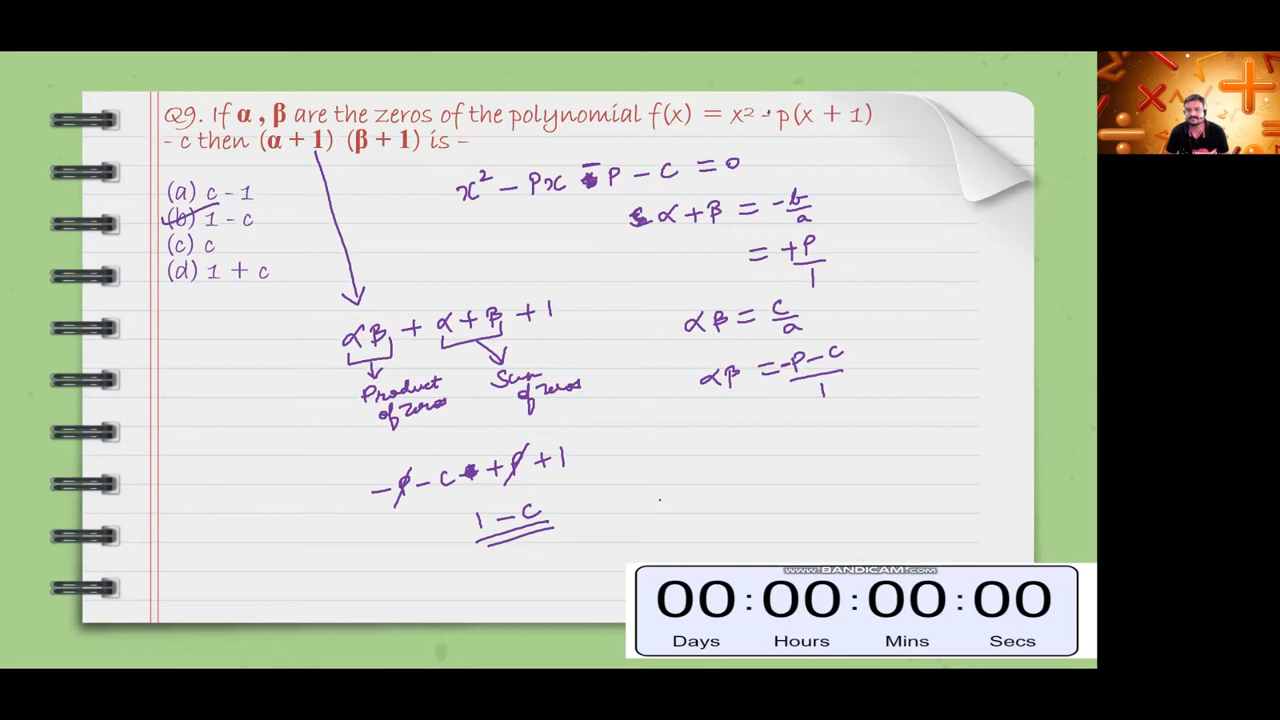 Q9. If α , β are the zeros of the polynomial f(x) = x2 - p(x + 1)
- c then (α + 1) (β + 1) is -
(a) c - 1
(b) 1 - c
(c) c
(d) 1 + c
x² - px - p - c = 0
α + β = -b/a
= +p/1
αβ = c/a
αβ = -p-c/1
αβ + α + β + 1
Product of zeros
Sum of zeros
-p - c + p + 1
1 - c
www.BANDICAM.com
00:00:00:00
Days Hours Mins Secs